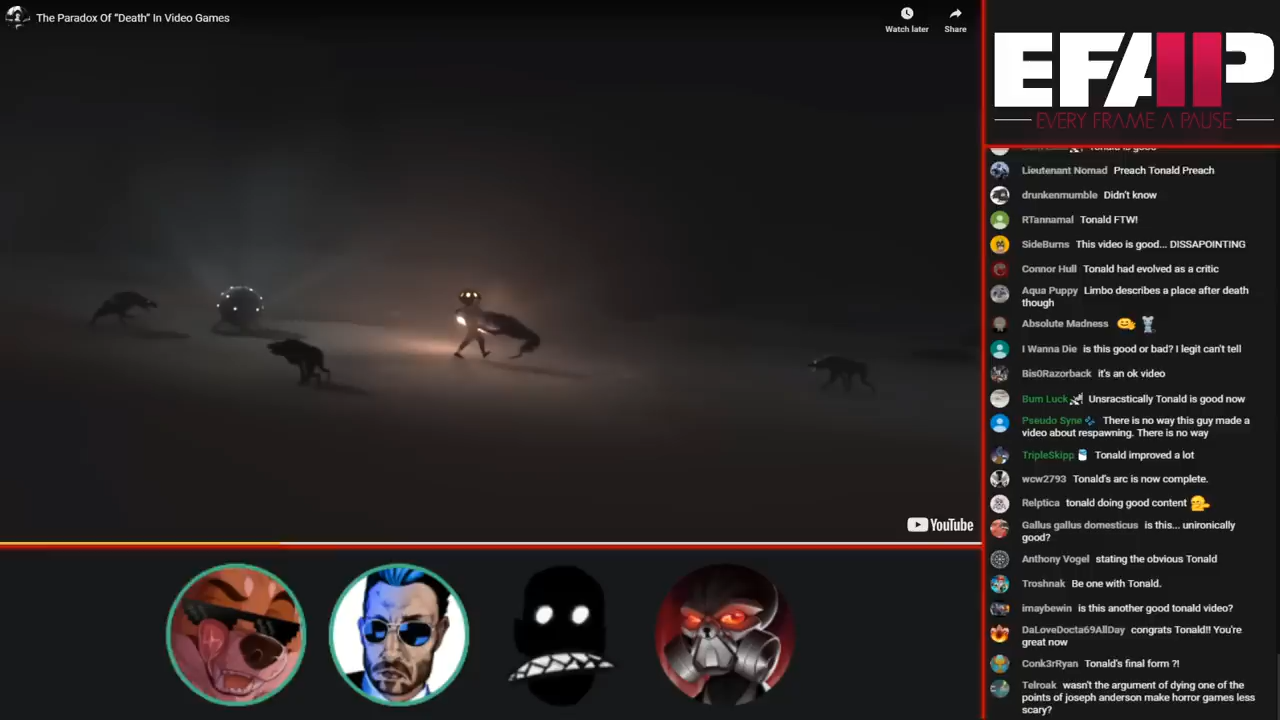 The Paradox Of "Death" In Video Games
Watch later
Share
YouTube
EFAP
EVERY FRAME A PAUSE
Tonald is good
Lieutenant Nomad Preach Tonald Preach
drunkenmumble Didn't know
RTannamal Tonald FTW!
SideBurns This video is good... DISSAPOINTING
Connor Hull Tonald had evolved as a critic
Aqua Puppy Limbo describes a place after death
though
Absolute Madness
I Wanna Die is this good or bad? I legit can't tell
Bis0Razorback it's an ok video
Bum Luck Unsracstically Tonald is good now
Pseudo Syne There is no way this guy made a
video about respawning. There is no way
TripleSkipp Tonald improved a lot
wcw2793 Tonald's arc is now complete.
Relptica tonald doing good content
Gallus gallus domesticus is this... unironically
good?
Anthony Vogel stating the obvious Tonald
Troshnak Be one with Tonald.
imaybewin is this another good tonald video?
DaLoveDocta69AllDay congrats Tonald!! You're
great now
Conk3rRyan Tonald's final form ?!
Telroak wasn't the argument of dying one of the
points of joseph anderson make horror games less
scary?